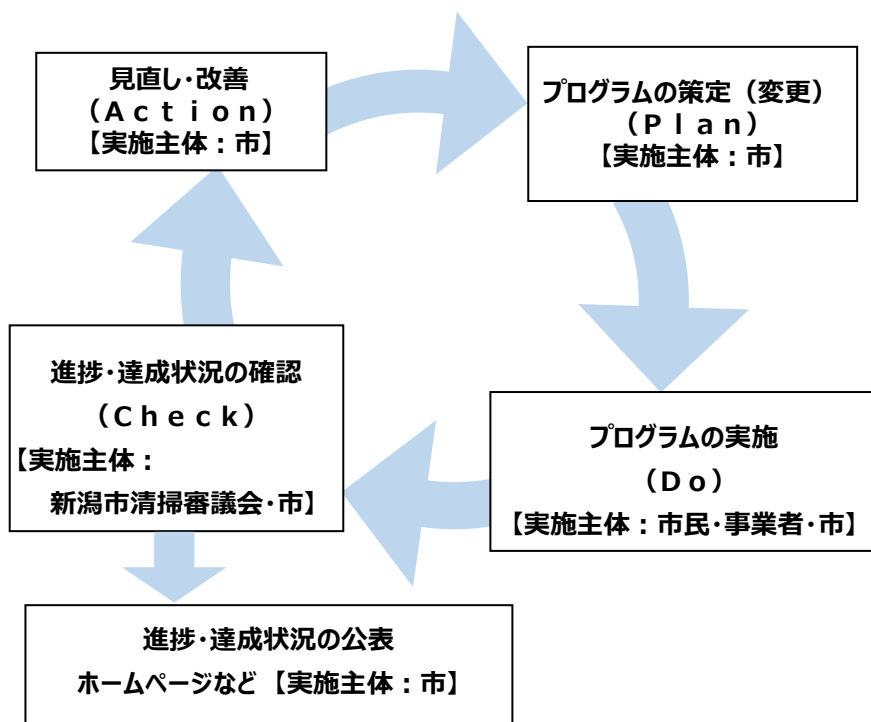 見直し・改善
（Ａｃｔｉｏｎ）
【実施主体：市】
プログラムの策定（変更）
（Ｐｌａｎ）
【実施主体：市】
プログラムの実施
（Ｄｏ）
【実施主体：市民・事業者・市】
進捗・達成状況の確認
（Ｃｈｅｃｋ）
【実施主体：
新潟市清掃審議会・市】
進捗・達成状況の公表
ホームページなど【実施主体：市】